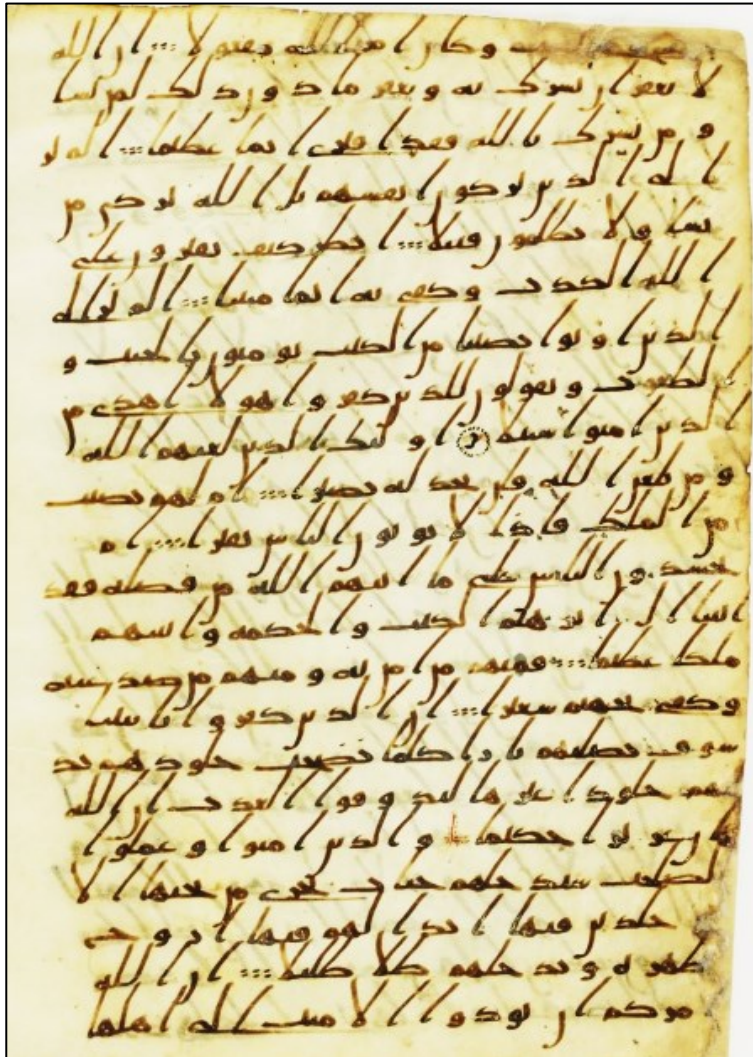 وكان امر الله مفعولا ان الله
لا يغفر ان يشرك به ويغفر ما دون ذلك لمن يشا
ومن يشرك بالله فقد افترى اثما عظيما الم تر
الى الذين يزكون انفسهم بل الله يزكي من
يشا ولا يظلمون فتيلا انظر كيف يفترون على
الله الكذب وكفى به اثما مبينا الم تر الى
الذين اوتوا نصيبا من الكتب يومنون بالجبت و
الطغوت ويقولون للذين كفروا هولا اهدى من
الذين امنوا سبيلا اوليك الذين لعنهم الله
ومن يلعن الله فلن تجد له نصيرا ام لهم نصيب
من الملك فاذا لا يوتون الناس نقيرا ام
يحسدون الناس على ما اتيهم الله من فضله فقد
اتينا ال ابرهيم الكتب والحكمه واتينهم
ملكا عظيما فمنهم من امن به ومنهم من صد عنه
وكفى بجهنم سعيرا ان الذين كفروا بايتنا
سوف نصليهم نارا كلما نضجت جلودهم بد
لنهم جلودا غيرها ليذوقوا العذب ان الله
كان عزيزا حكيما والذين امنوا وعملوا
الصلحت سندخلهم جنت تجري من تحتها الا
خلدين فيها ابدا لهم فيها ازوج
مطهره وندخلهم ظلا ظليلا ان الله
يامركم ان تودوا الامنت الى اهلها